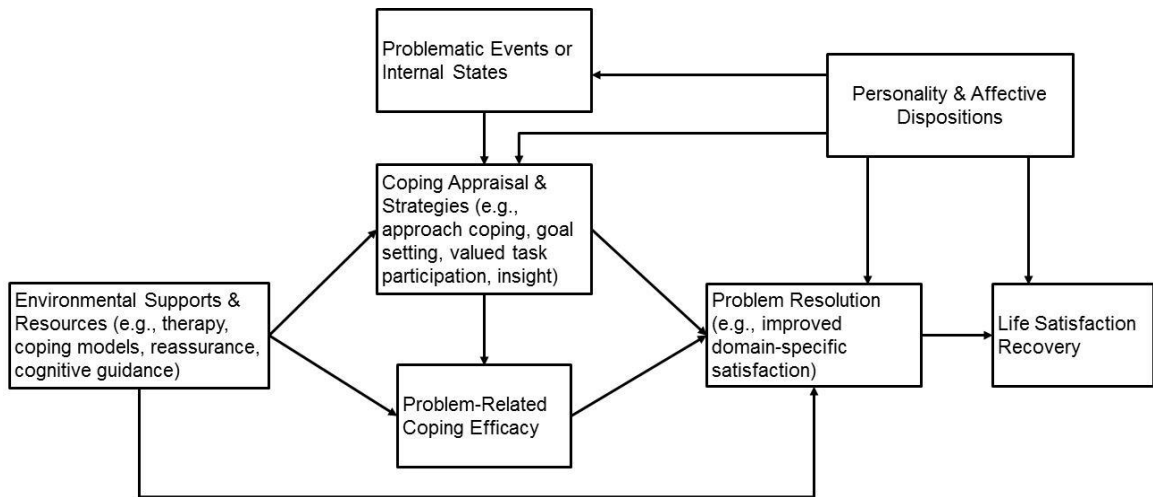 Problematic Events or
Internal States
Personality & Affective
Dispositions
Coping Appraisal &
Strategies (e.g.,
approach coping, goal
setting, valued task
participation, insight)
Environmental Supports &
Resources (e.g., therapy,
coping models, reassurance,
cognitive guidance)
Problem Resolution
(e.g., improved
domain-specific
satisfaction)
Life Satisfaction
Recovery
Problem-Related
Coping Efficacy